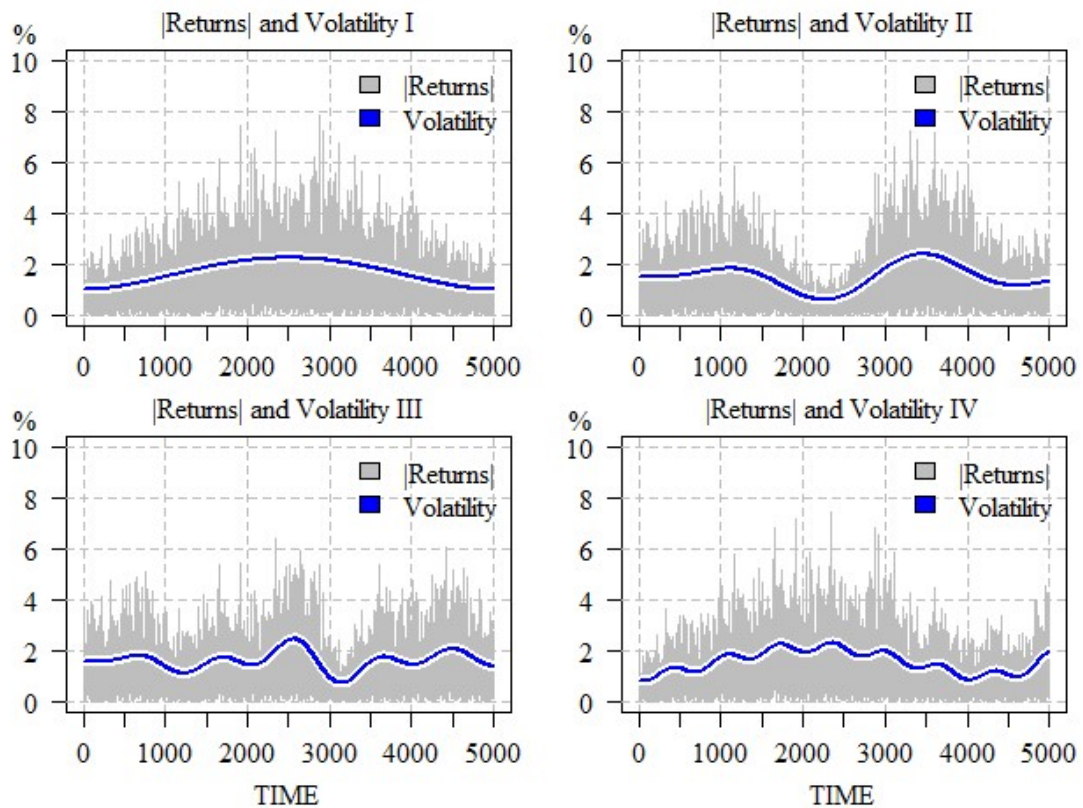 |Returns| and Volatility I
%
10
8
6
4
2
0
|Returns|
Volatility
0 1000 2000 3000 4000 5000
|Returns| and Volatility II
%
10
8
6
4
2
0
|Returns|
Volatility
0 1000 2000 3000 4000 5000
|Returns| and Volatility III
%
10
8
6
4
2
0
|Returns|
Volatility
0 1000 2000 3000 4000 5000
TIME
|Returns| and Volatility IV
%
10
8
6
4
2
0
|Returns|
Volatility
0 1000 2000 3000 4000 5000
TIME